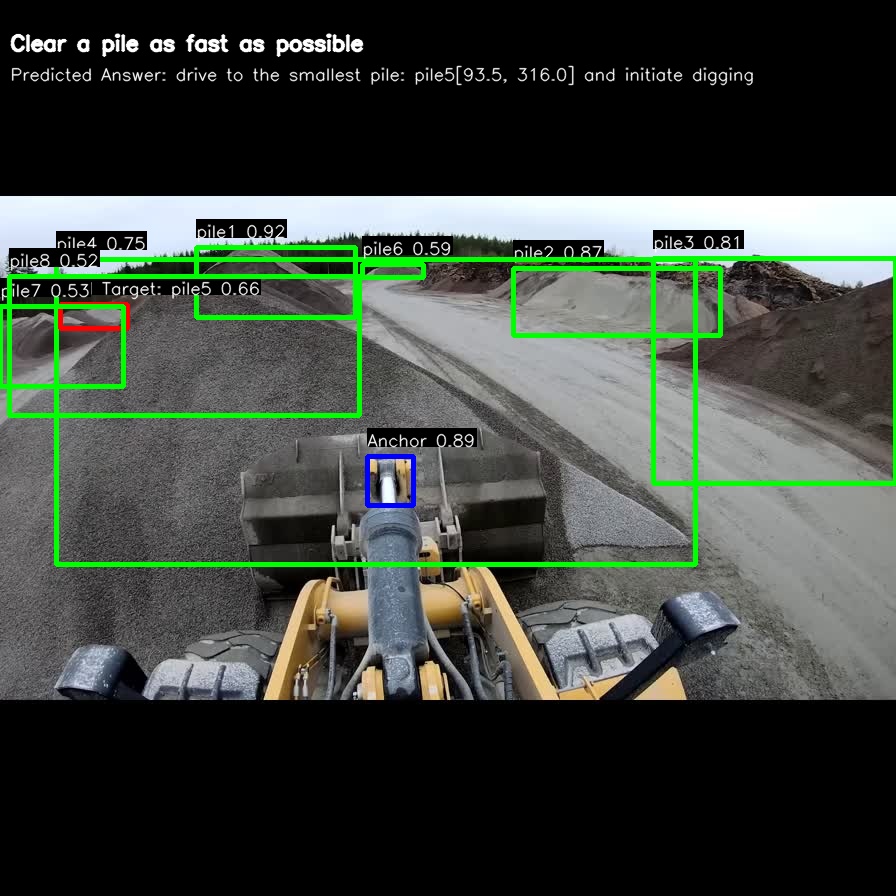 Clear a pile as fast as possible
Predicted Answer: drive to the smallest pile: pile5[93.5, 316.0] and initiate digging
pile1 0.92
pile4 0.75
pile6 0.59
pile2 0.87
pile3 0.81
pile8 0.52
pile7 0.53
Target: pile5 0.66
Anchor 0.89